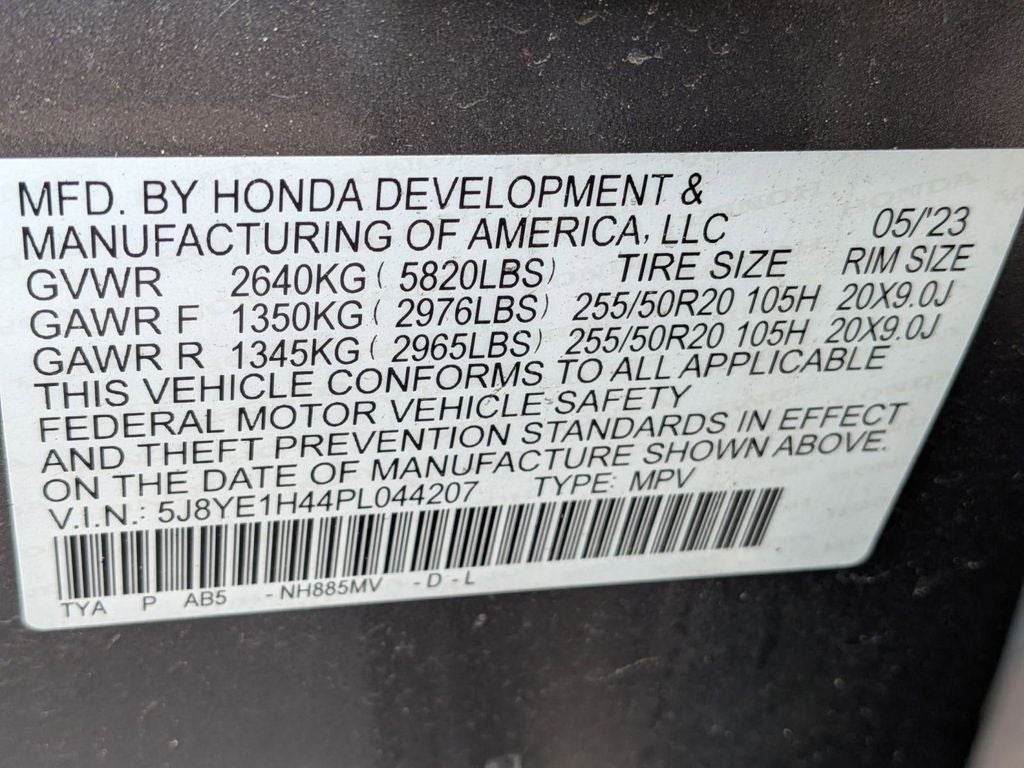 MFD. BY HONDA DEVELOPMENT &
MANUFACTURING OF AMERICA, LLC 05/'23
GVWR 2640KG ( 5820LBS) TIRE SIZE RIM SIZE
GAWR F 1350KG ( 2976LBS) 255/50R20 105H 20X9.0J
GAWR R 1345KG ( 2965LBS) 255/50R20 105H 20X9.0J
THIS VEHICLE CONFORMS TO ALL APPLICABLE
FEDERAL MOTOR VEHICLE SAFETY
AND THEFT PREVENTION STANDARDS IN EFFECT
ON THE DATE OF MANUFACTURE SHOWN ABOVE.
V.I.N.: 5J8YE1H44PL044207 TYPE: MPV
TYA P AB5 - NH885MV - D - L